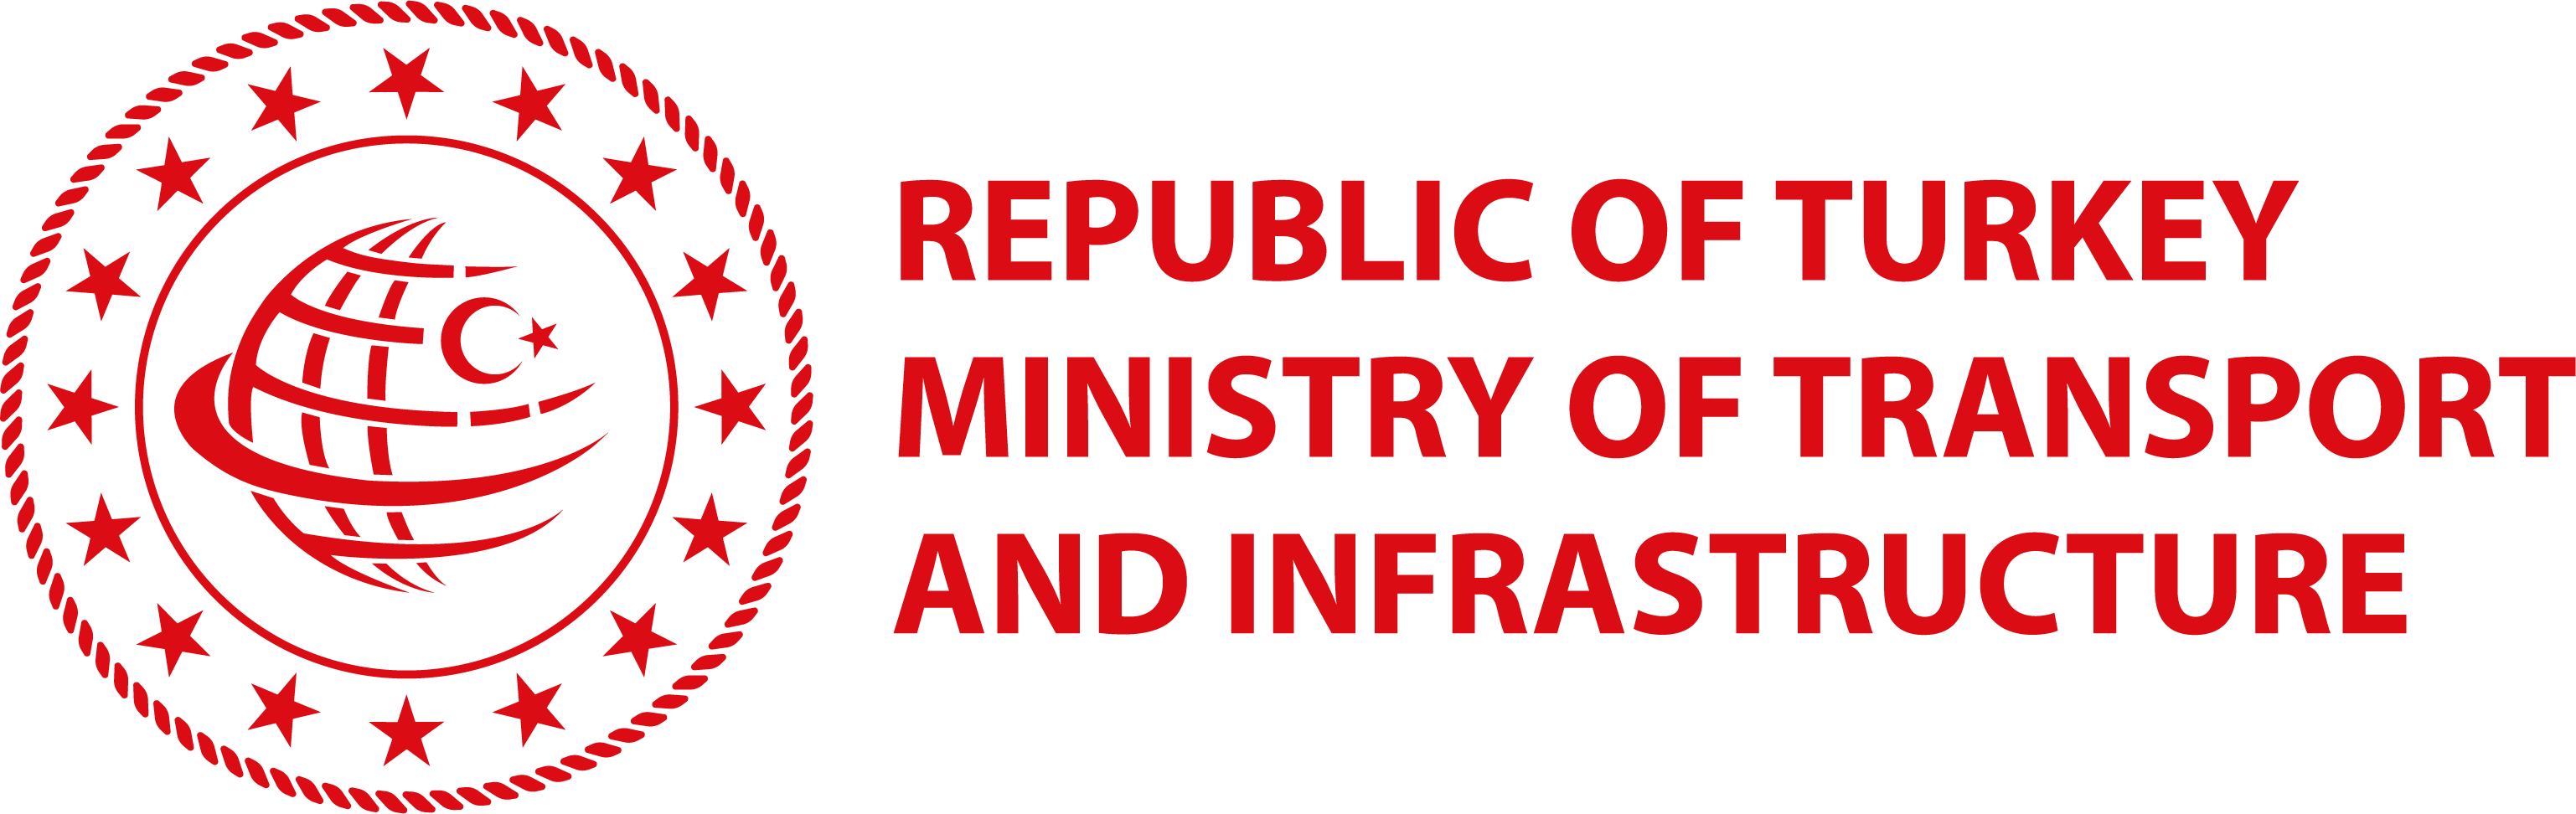 REPUBLIC OF TURKEY
MINISTRY OF TRANSPORT
AND INFRASTRUCTURE